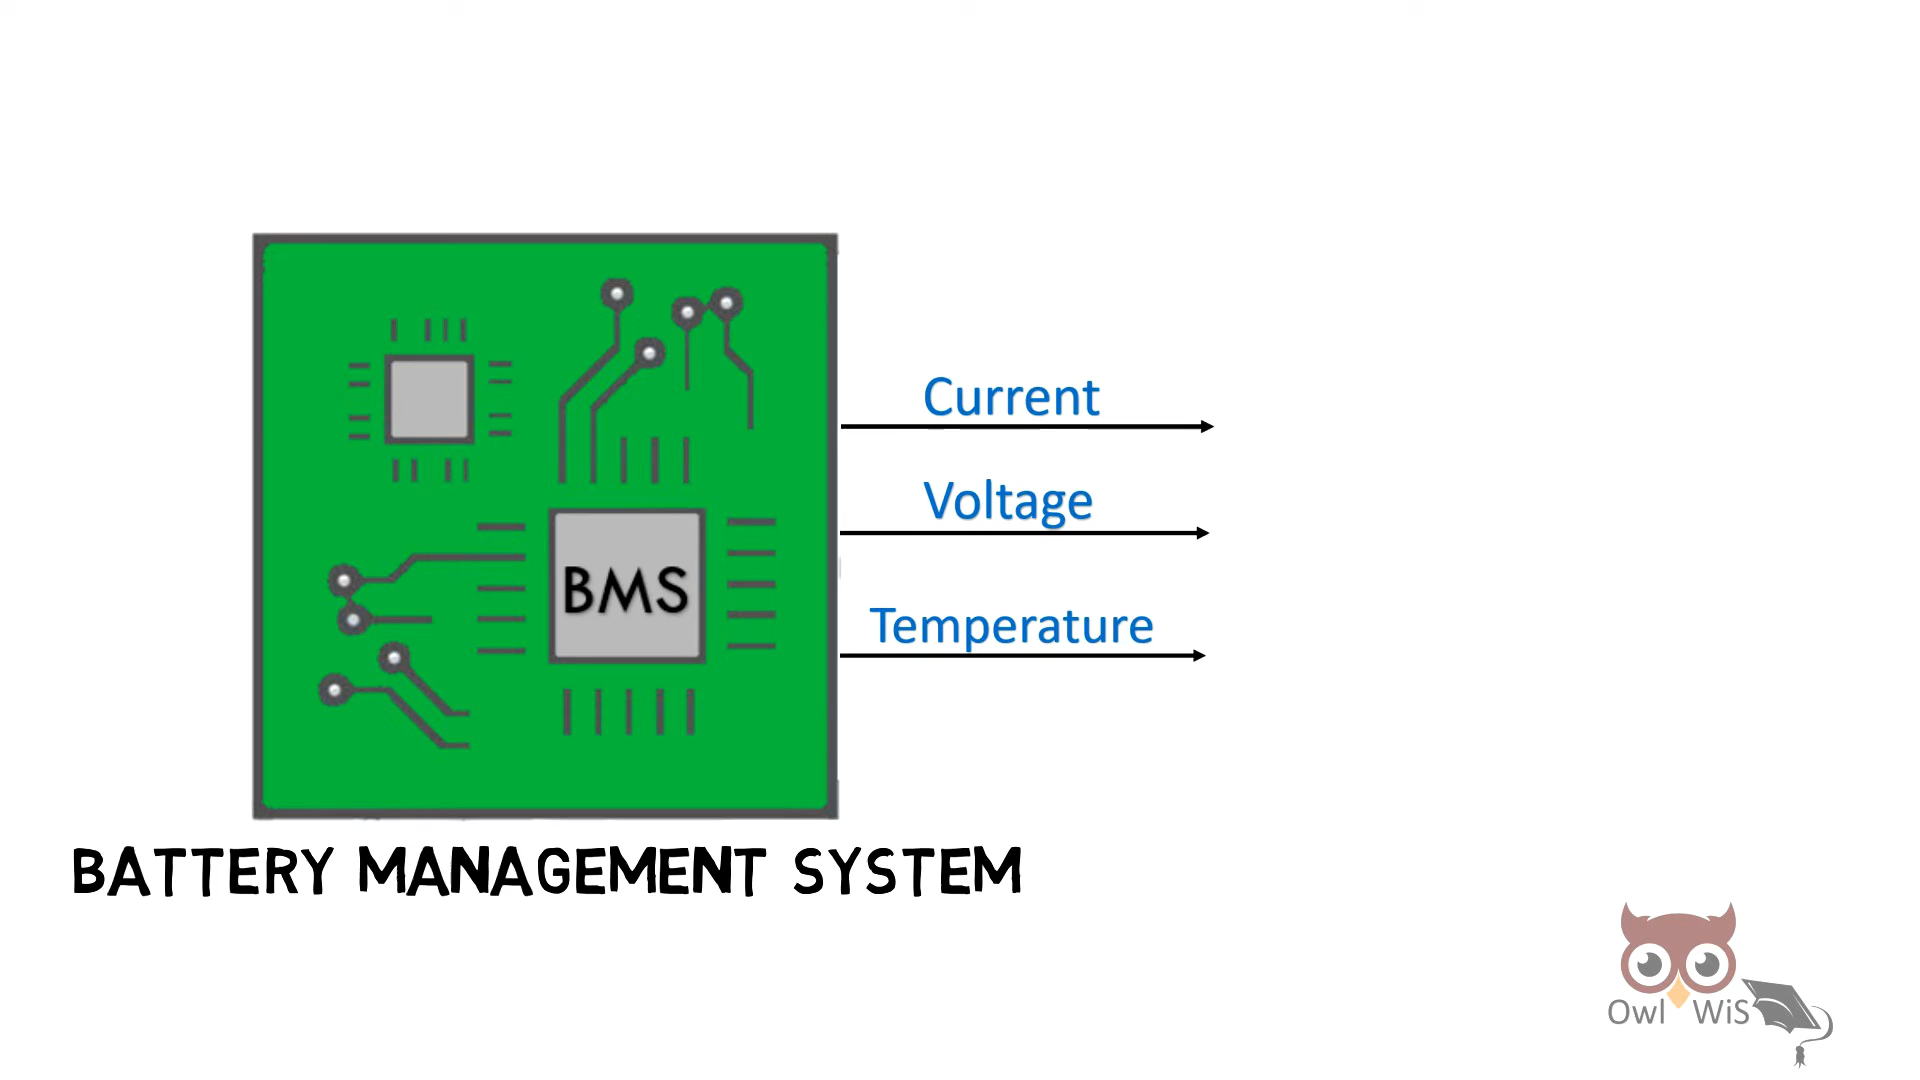 Current
Voltage
BMS
Temperature
BATTERY MANAGEMENT SYSTEM
Owl WiS